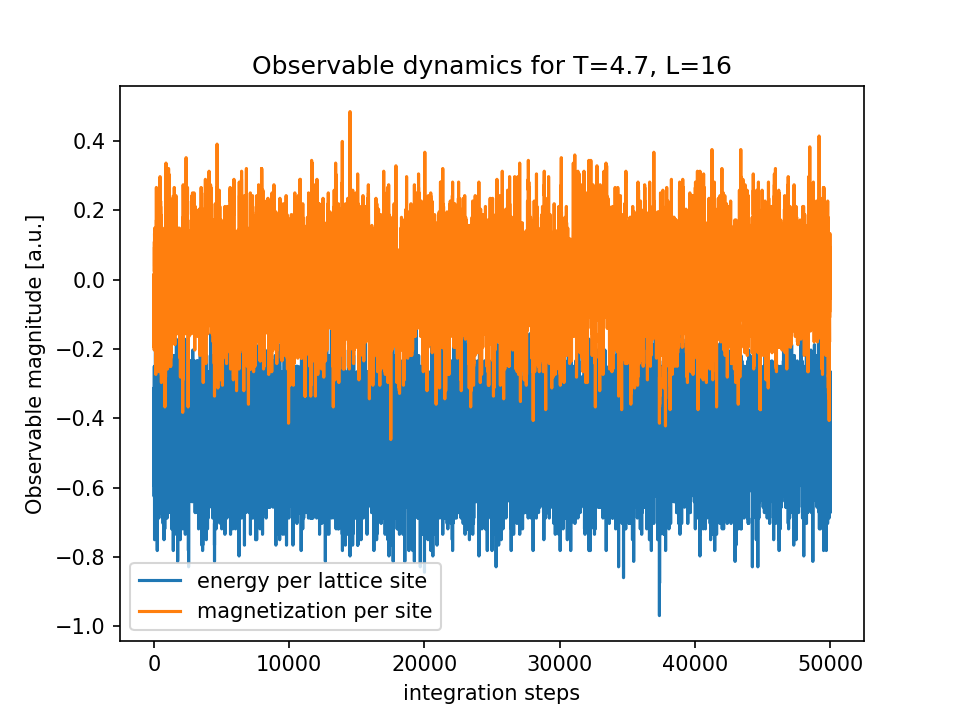 Observable dynamics for T=4.7, L=16
Observable magnitude [a.u.]
0.4
0.2
0.0
−0.2
−0.4
−0.6
−0.8
−1.0
energy per lattice site
magnetization per site
0 10000 20000 30000 40000 50000
integration steps